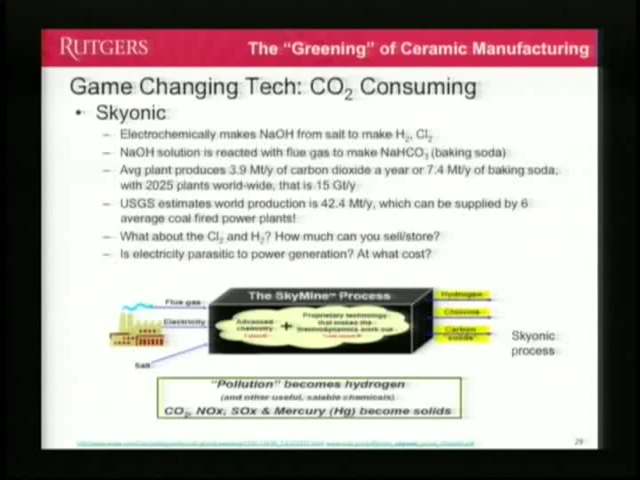 RUTGERS
The "Greening" of Ceramic Manufacturing
Game Changing Tech: CO2 Consuming
• Skyonic
– Electrochemically makes NaOH from salt to make H2, Cl2
– NaOH solution is reacted with flue gas to make NaHCO3 (baking soda)
– Avg plant produces 3.9 Mt/y of carbon dioxide a year or 7.4 Mt/y of baking soda,
with 2025 plants world-wide, that is 15 Gt/y
– USGS estimates world production is 42.4 Mt/y, which can be supplied by 6
average coal fired power plants!
– What about the Cl2 and H2? How much can you sell/store?
– Is electricity parasitic to power generation? At what cost?
The SkyMine™ Process
Flue gas
Electricity
Salt
Advanced
chemistry
+
Proprietary technology
that makes the
thermodynamics work out
Hydrogen
Chlorine
Carbon
solids
Skyonic
process
"Pollution" becomes hydrogen
(and other useful, salable chemicals)
CO2, NOx, SOx & Mercury (Hg) become solids
29